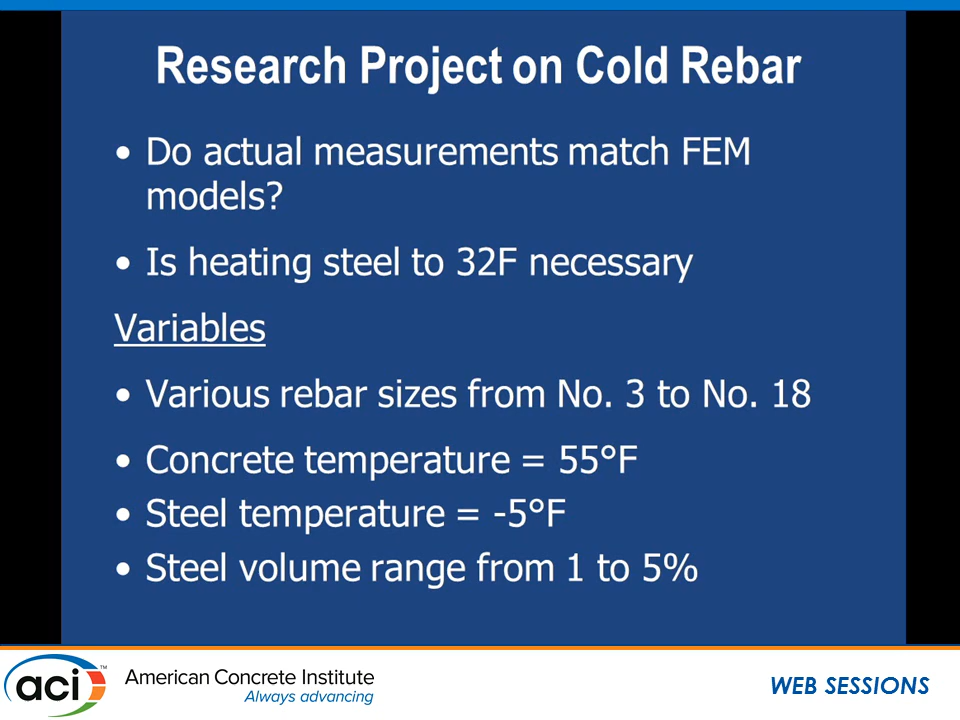 Research Project on Cold Rebar
• Do actual measurements match FEM
models?
• Is heating steel to 32F necessary
Variables
• Various rebar sizes from No. 3 to No. 18
• Concrete temperature = 55°F
• Steel temperature = -5°F
• Steel volume range from 1 to 5%
aci™
American Concrete Institute
Always advancing
WEB SESSIONS